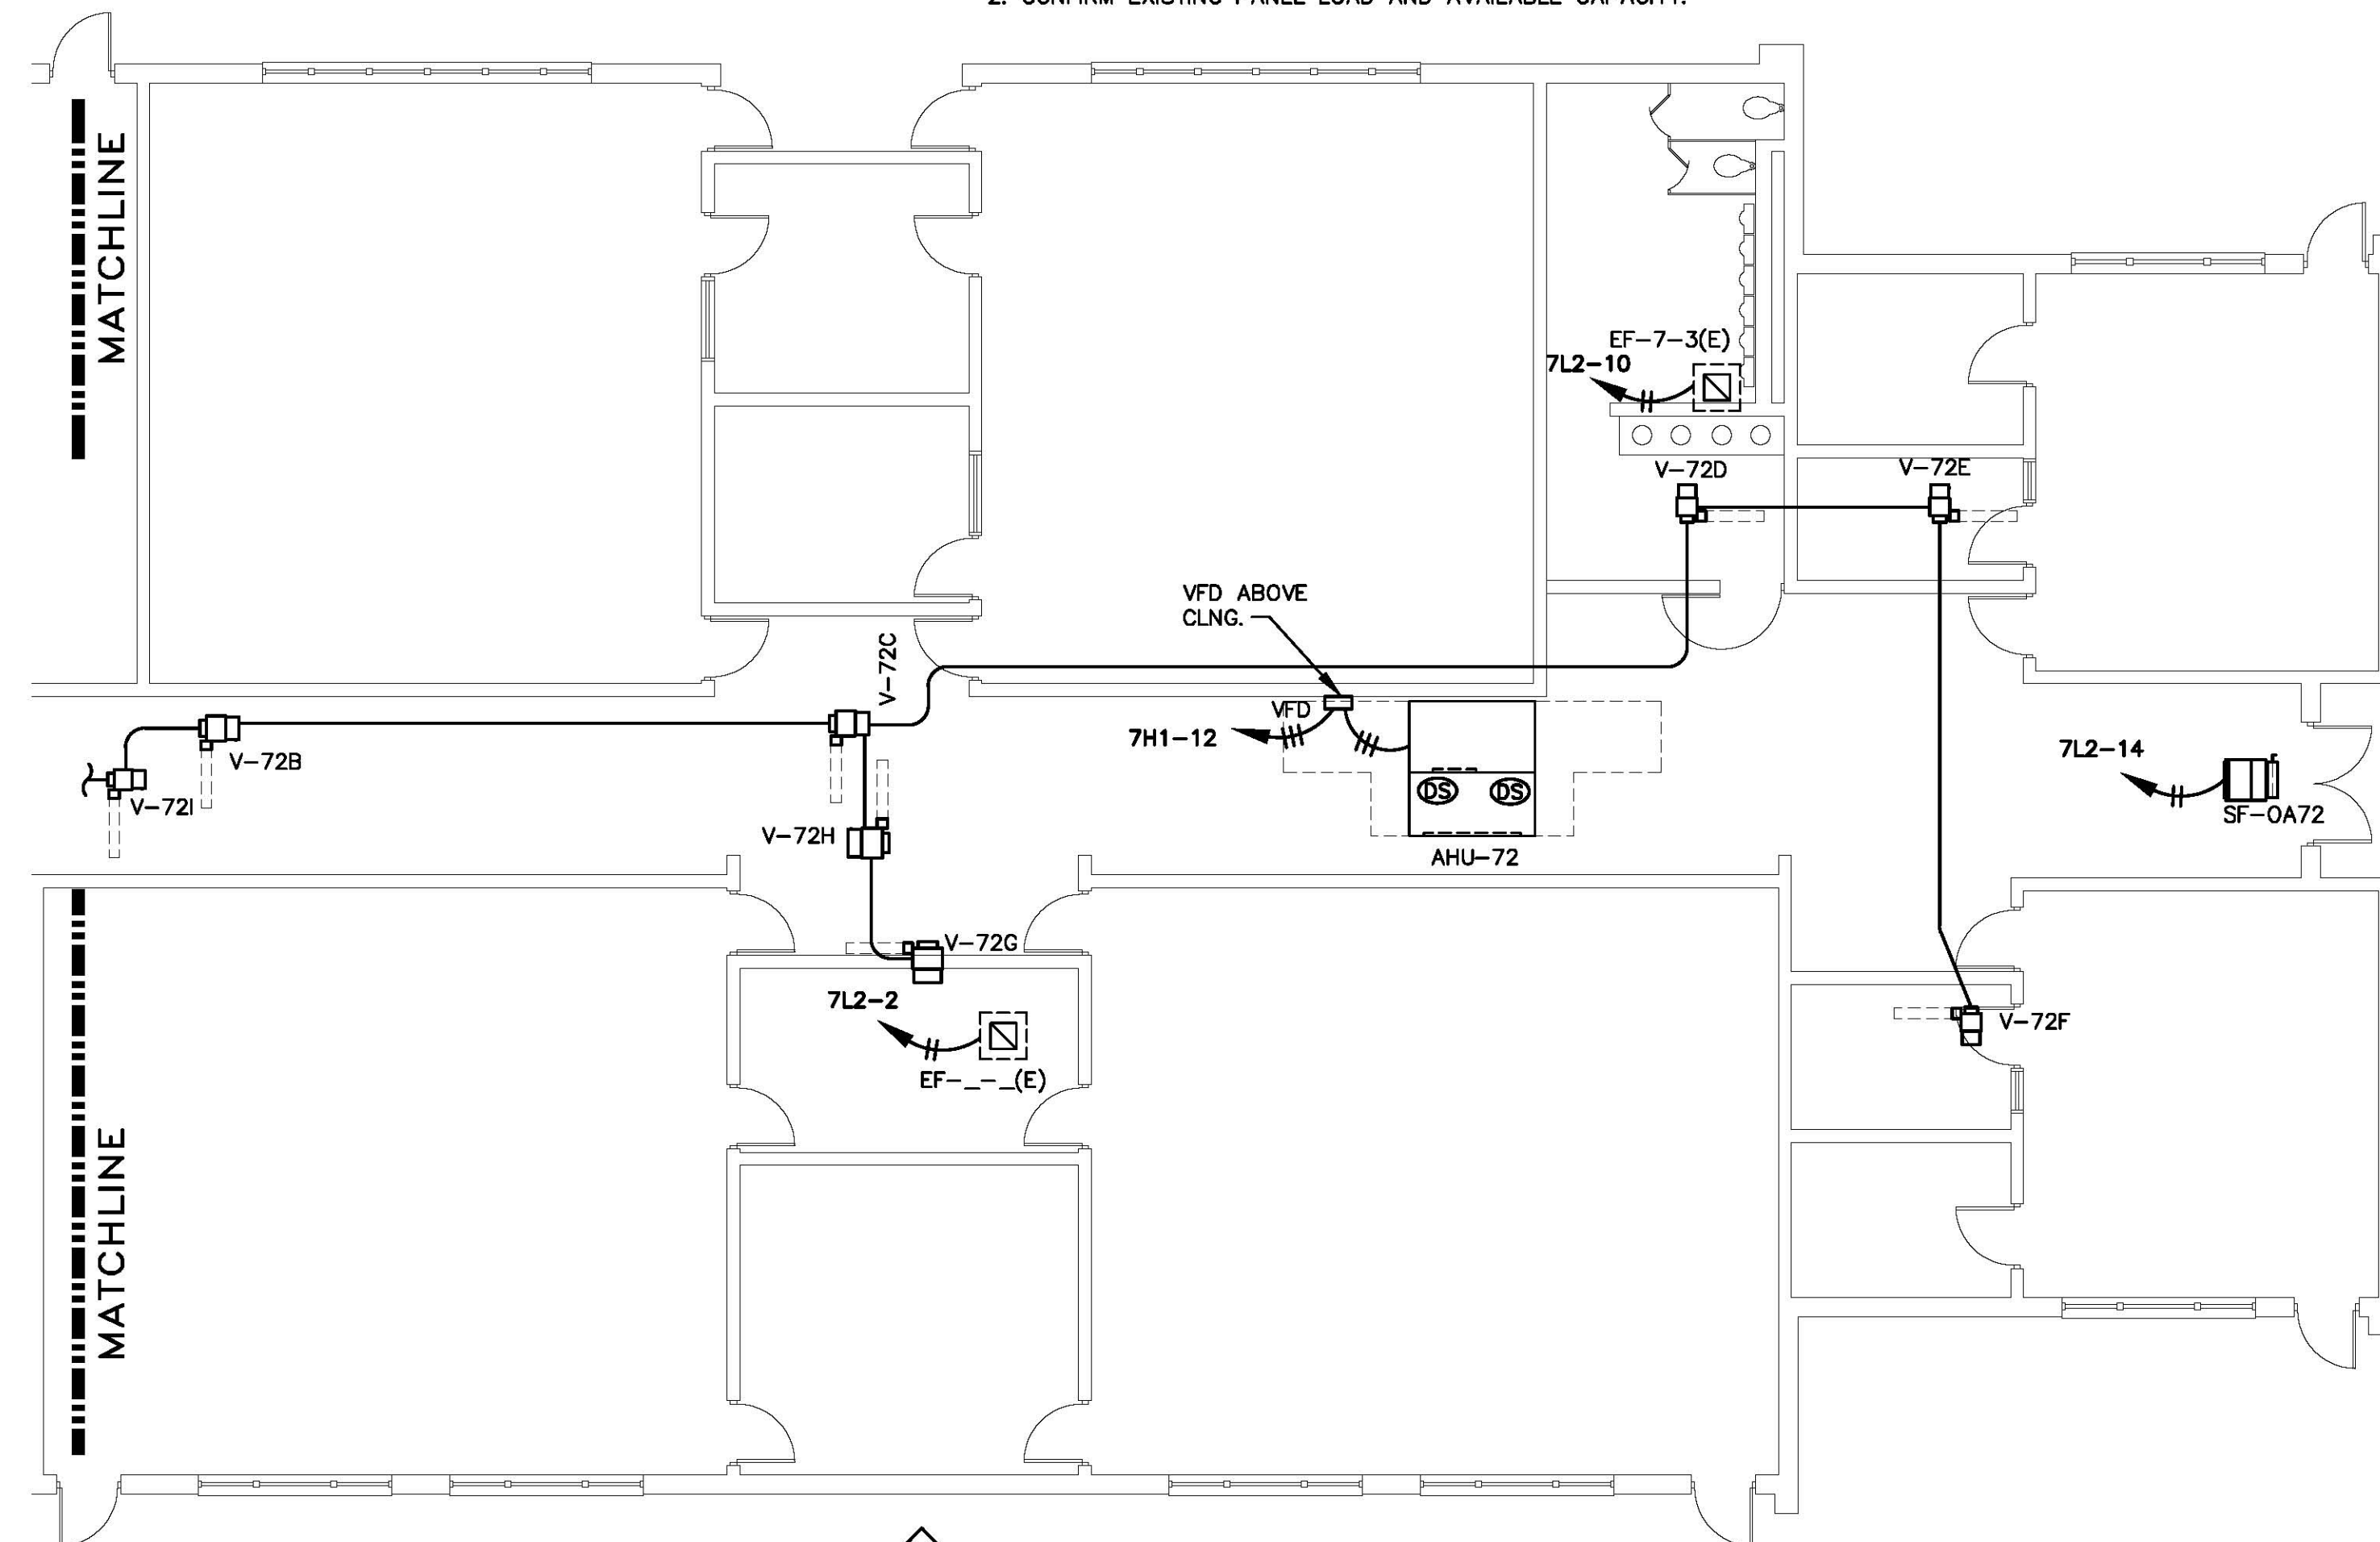 2. CONFIRM EXISTING PANEL LOAD AND AVAILABLE CAPACITY.
MATCHLINE
EF-7-3(E)
7L2-10
V-72D
V-72E
VFD ABOVE
CLNG.
V-72C
VFD
7H1-12
V-72B
V-72I
V-72H
DS
DS
AHU-72
7L2-14
SF-OA72
V-72G
7L2-2
EF-_-_(E)
V-72F
MATCHLINE